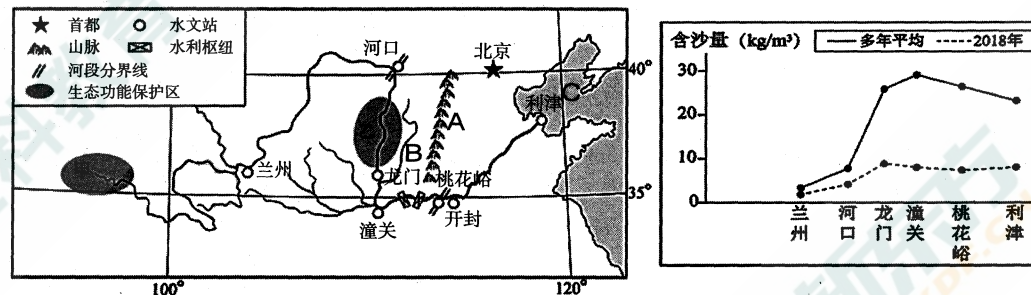 首都 水文站
山脉 水利枢纽
河段分界线
生态功能保护区
河口
北京
40°
C
利津
A
B
兰州
龙门
桃花峪
35°
潼关
开封
100°
120°
含沙量（kg/m³）
多年平均 2018年
30
20
10
0
兰州
河口
龙门
潼关
桃花峪
利津